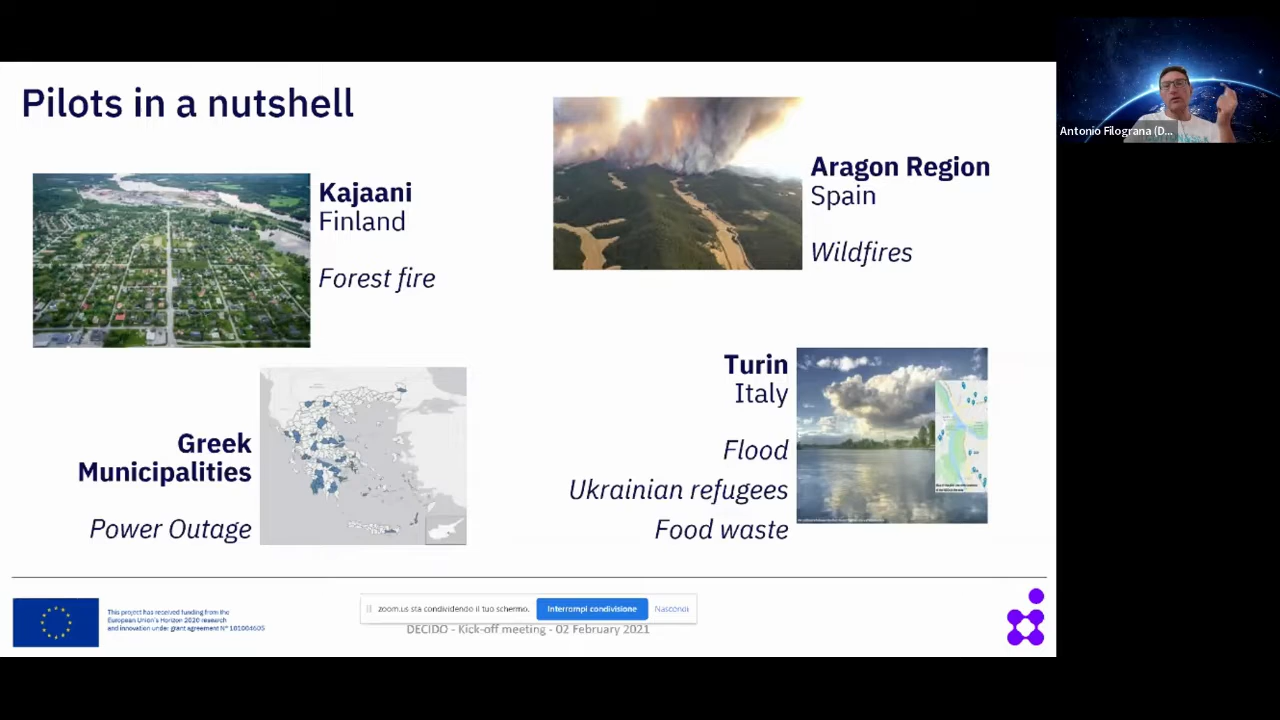 Pilots in a nutshell
Kajaani
Finland
Forest fire
Aragon Region
Spain
Wildfires
Greek
Municipalities
Power Outage
Turin
Italy
Flood
Ukrainian refugees
Food waste
This project has received funding from the
European Union's Horizon 2020 research
and innovation under grant agreement N° 101004605
zoom.us sta condividendo il tuo schermo.
Interrompi condivisione
Nascondi
DECIDO - Kick-off meeting - 02 February 2021
Antonio Filograna (D...